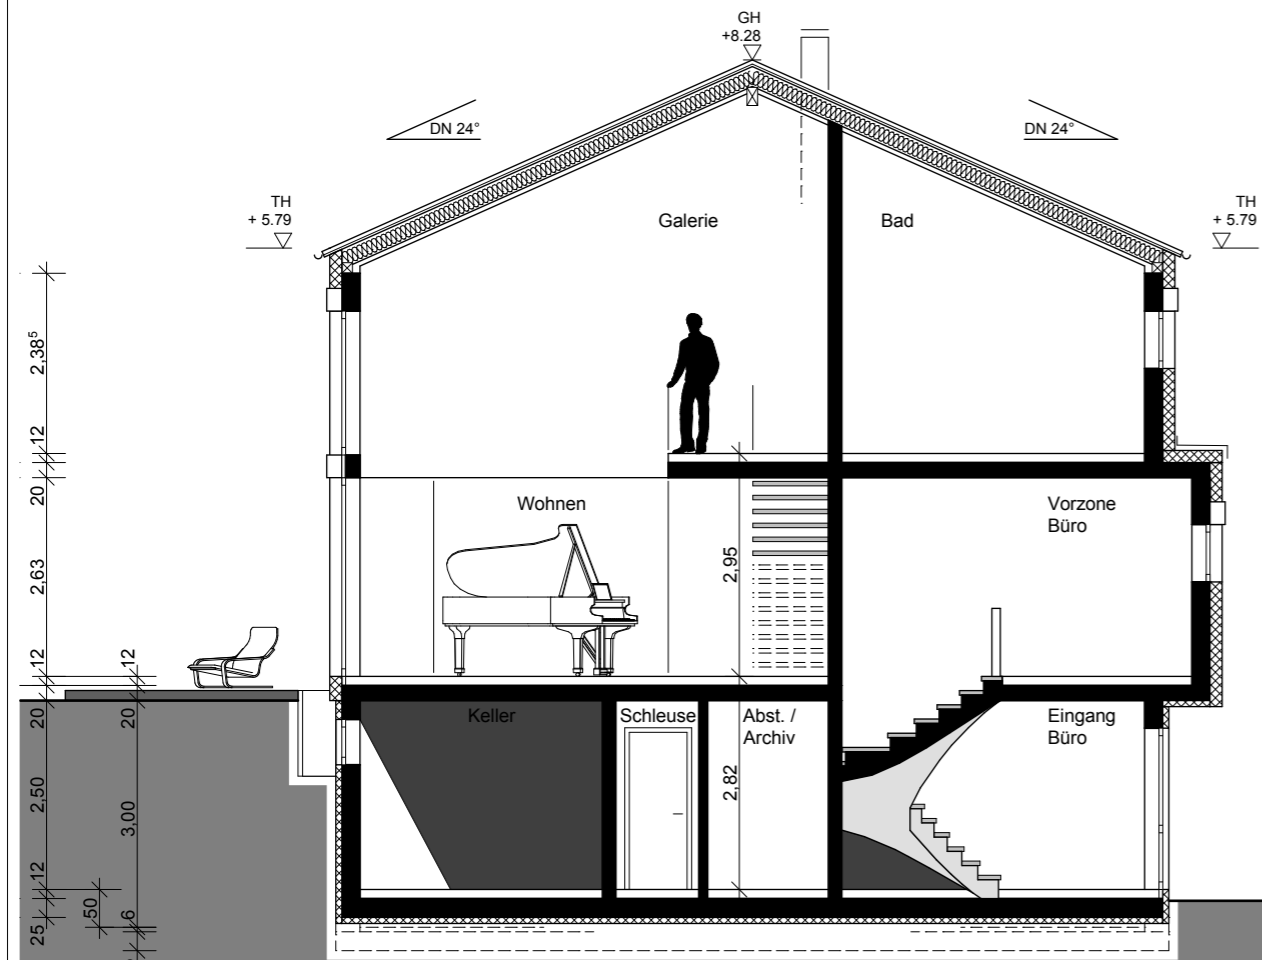 GH
+8.28
DN 24°
DN 24°
TH
+ 5.79
TH
+ 5.79
Galerie
Bad
2,38⁵
12
20
Wohnen
Vorzone
Büro
2,63
2,95
12
12
20
20
Keller
Schleuse
Abst. /
Archiv
Eingang
Büro
2,50
3,00
2,82
12
50
25
6